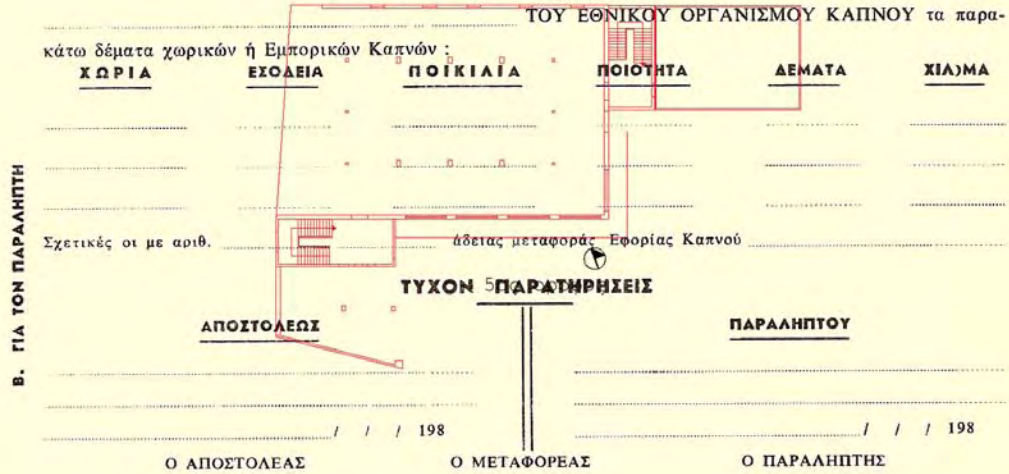 ΤΟΥ ΕΘΝΙΚΟΥ ΟΡΓΑΝΙΣΜΟΥ ΚΑΠΝΟΥ τα παρα-
κάτω δέματα χωρικών ή Εμπορικών Καπνών :
ΧΩΡΙΑ ΕΣΟΔΕΙΑ ΠΟΙΚΙΛΙΑ ΠΟΙΟΤΗΤΑ ΔΕΜΑΤΑ ΧΙΛ)ΜΑ
Β. ΓΙΑ ΤΟΝ ΠΑΡΑΛΗΠΤΗ
Σχετικές οι με αριθ. άδειας μεταφοράς Εφορίας Καπνού
ΤΥΧΟΝ ΠΑΡΑΤΗΡΗΣΕΙΣ
ΑΠΟΣΤΟΛΕΩΣ ΠΑΡΑΛΗΠΤΟΥ
/ / / 198 / / / 198
Ο ΑΠΟΣΤΟΛΕΑΣ Ο ΜΕΤΑΦΟΡΕΑΣ Ο ΠΑΡΑΛΗΠΤΗΣ